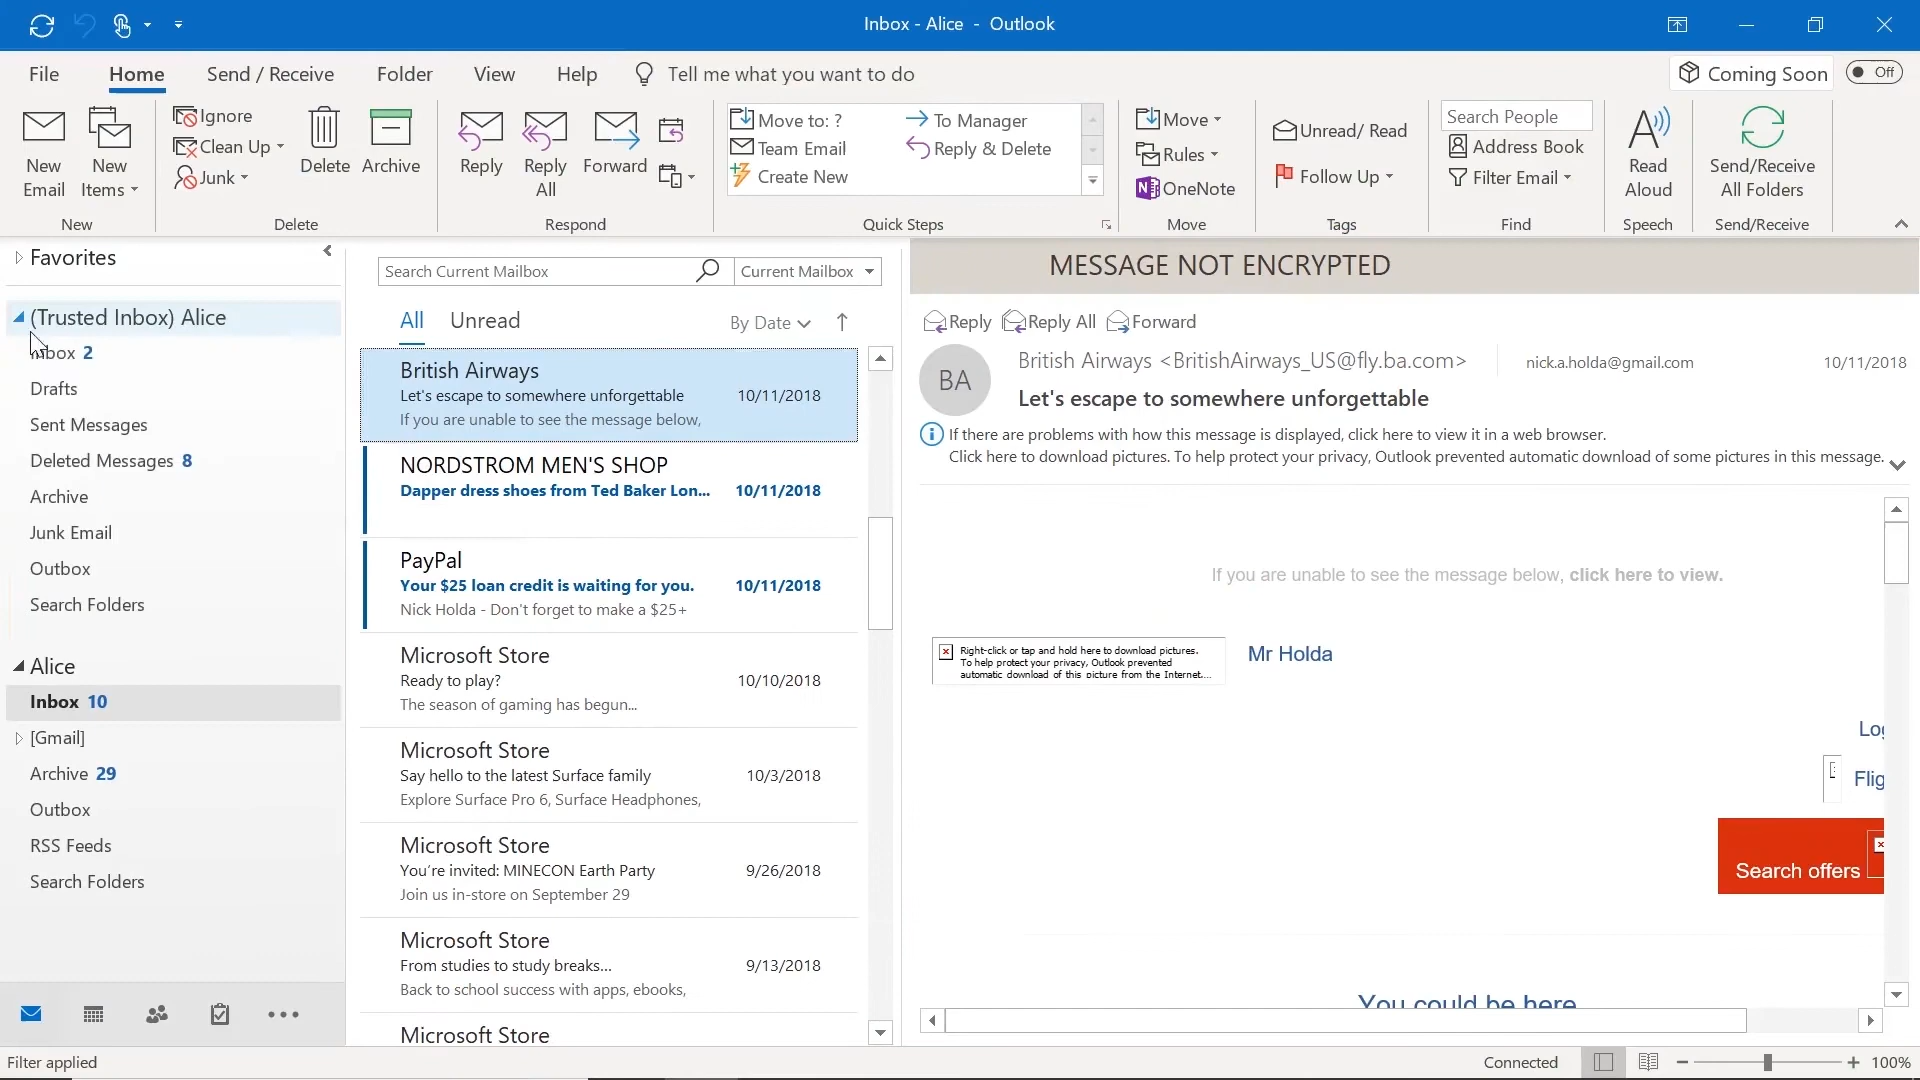 Inbox - Alice - Outlook
File Home Send / Receive Folder View Help Tell me what you want to do Coming Soon Off
New Email
New Items
New
Ignore
Clean Up
Junk
Delete
Archive
Delete
Reply
Reply All
Forward
Respond
Move to: ?
Team Email
Create New
To Manager
Reply & Delete
Quick Steps
Move
Rules
OneNote
Move
Unread/ Read
Follow Up
Tags
Search People
Address Book
Filter Email
Find
Read Aloud
Speech
Send/Receive All Folders
Send/Receive
Favorites
(Trusted Inbox) Alice
Inbox 2
Drafts
Sent Messages
Deleted Messages 8
Archive
Junk Email
Outbox
Search Folders
Alice
Inbox 10
[Gmail]
Archive 29
Outbox
RSS Feeds
Search Folders
Search Current Mailbox Current Mailbox
All Unread By Date
British Airways
Let's escape to somewhere unforgettable 10/11/2018
If you are unable to see the message below,
NORDSTROM MEN'S SHOP
Dapper dress shoes from Ted Baker Lon... 10/11/2018
PayPal
Your $25 loan credit is waiting for you. 10/11/2018
Nick Holda - Don't forget to make a $25+
Microsoft Store
Ready to play? 10/10/2018
The season of gaming has begun...
Microsoft Store
Say hello to the latest Surface family 10/3/2018
Explore Surface Pro 6, Surface Headphones,
Microsoft Store
You're invited: MINECON Earth Party 9/26/2018
Join us in-store on September 29
Microsoft Store
From studies to study breaks... 9/13/2018
Back to school success with apps, ebooks,
Microsoft Store
MESSAGE NOT ENCRYPTED
Reply Reply All Forward
BA
British Airways <BritishAirways_US@fly.ba.com> nick.a.holda@gmail.com 10/11/2018
Let's escape to somewhere unforgettable
If there are problems with how this message is displayed, click here to view it in a web browser.
Click here to download pictures. To help protect your privacy, Outlook prevented automatic download of some pictures in this message.
If you are unable to see the message below, click here to view.
Right-click or tap and hold here to download pictures.
To help protect your privacy, Outlook prevented
automatic download of this picture from the Internet....
Mr Holda
Log
Flig
Search offers
You could be here
Filter applied Connected 100%